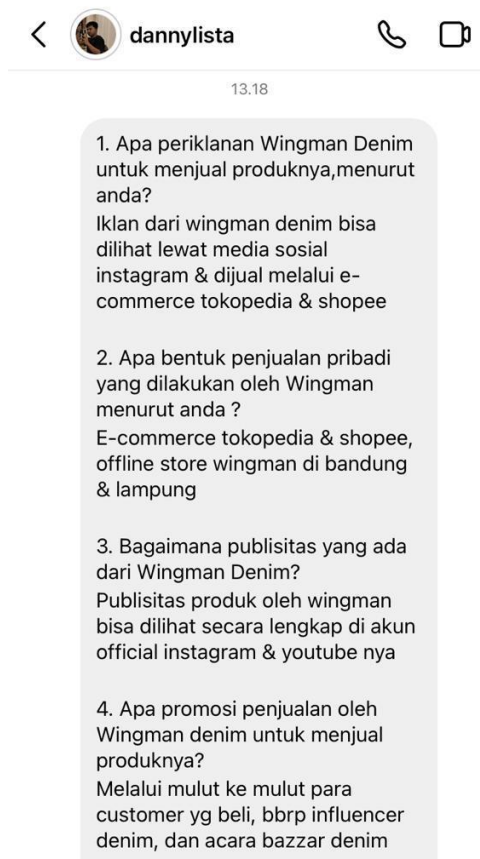 dannylista
13.18
1. Apa periklanan Wingman Denim
untuk menjual produknya,menurut
anda?
Iklan dari wingman denim bisa
dilihat lewat media sosial
instagram & dijual melalui e-
commerce tokopedia & shopee
2. Apa bentuk penjualan pribadi
yang dilakukan oleh Wingman
menurut anda ?
E-commerce tokopedia & shopee,
offline store wingman di bandung
& lampung
3. Bagaimana publisitas yang ada
dari Wingman Denim?
Publisitas produk oleh wingman
bisa dilihat secara lengkap di akun
official instagram & youtube nya
4. Apa promosi penjualan oleh
Wingman denim untuk menjual
produknya?
Melalui mulut ke mulut para
customer yg beli, bbrp influencer
denim, dan acara bazzar denim